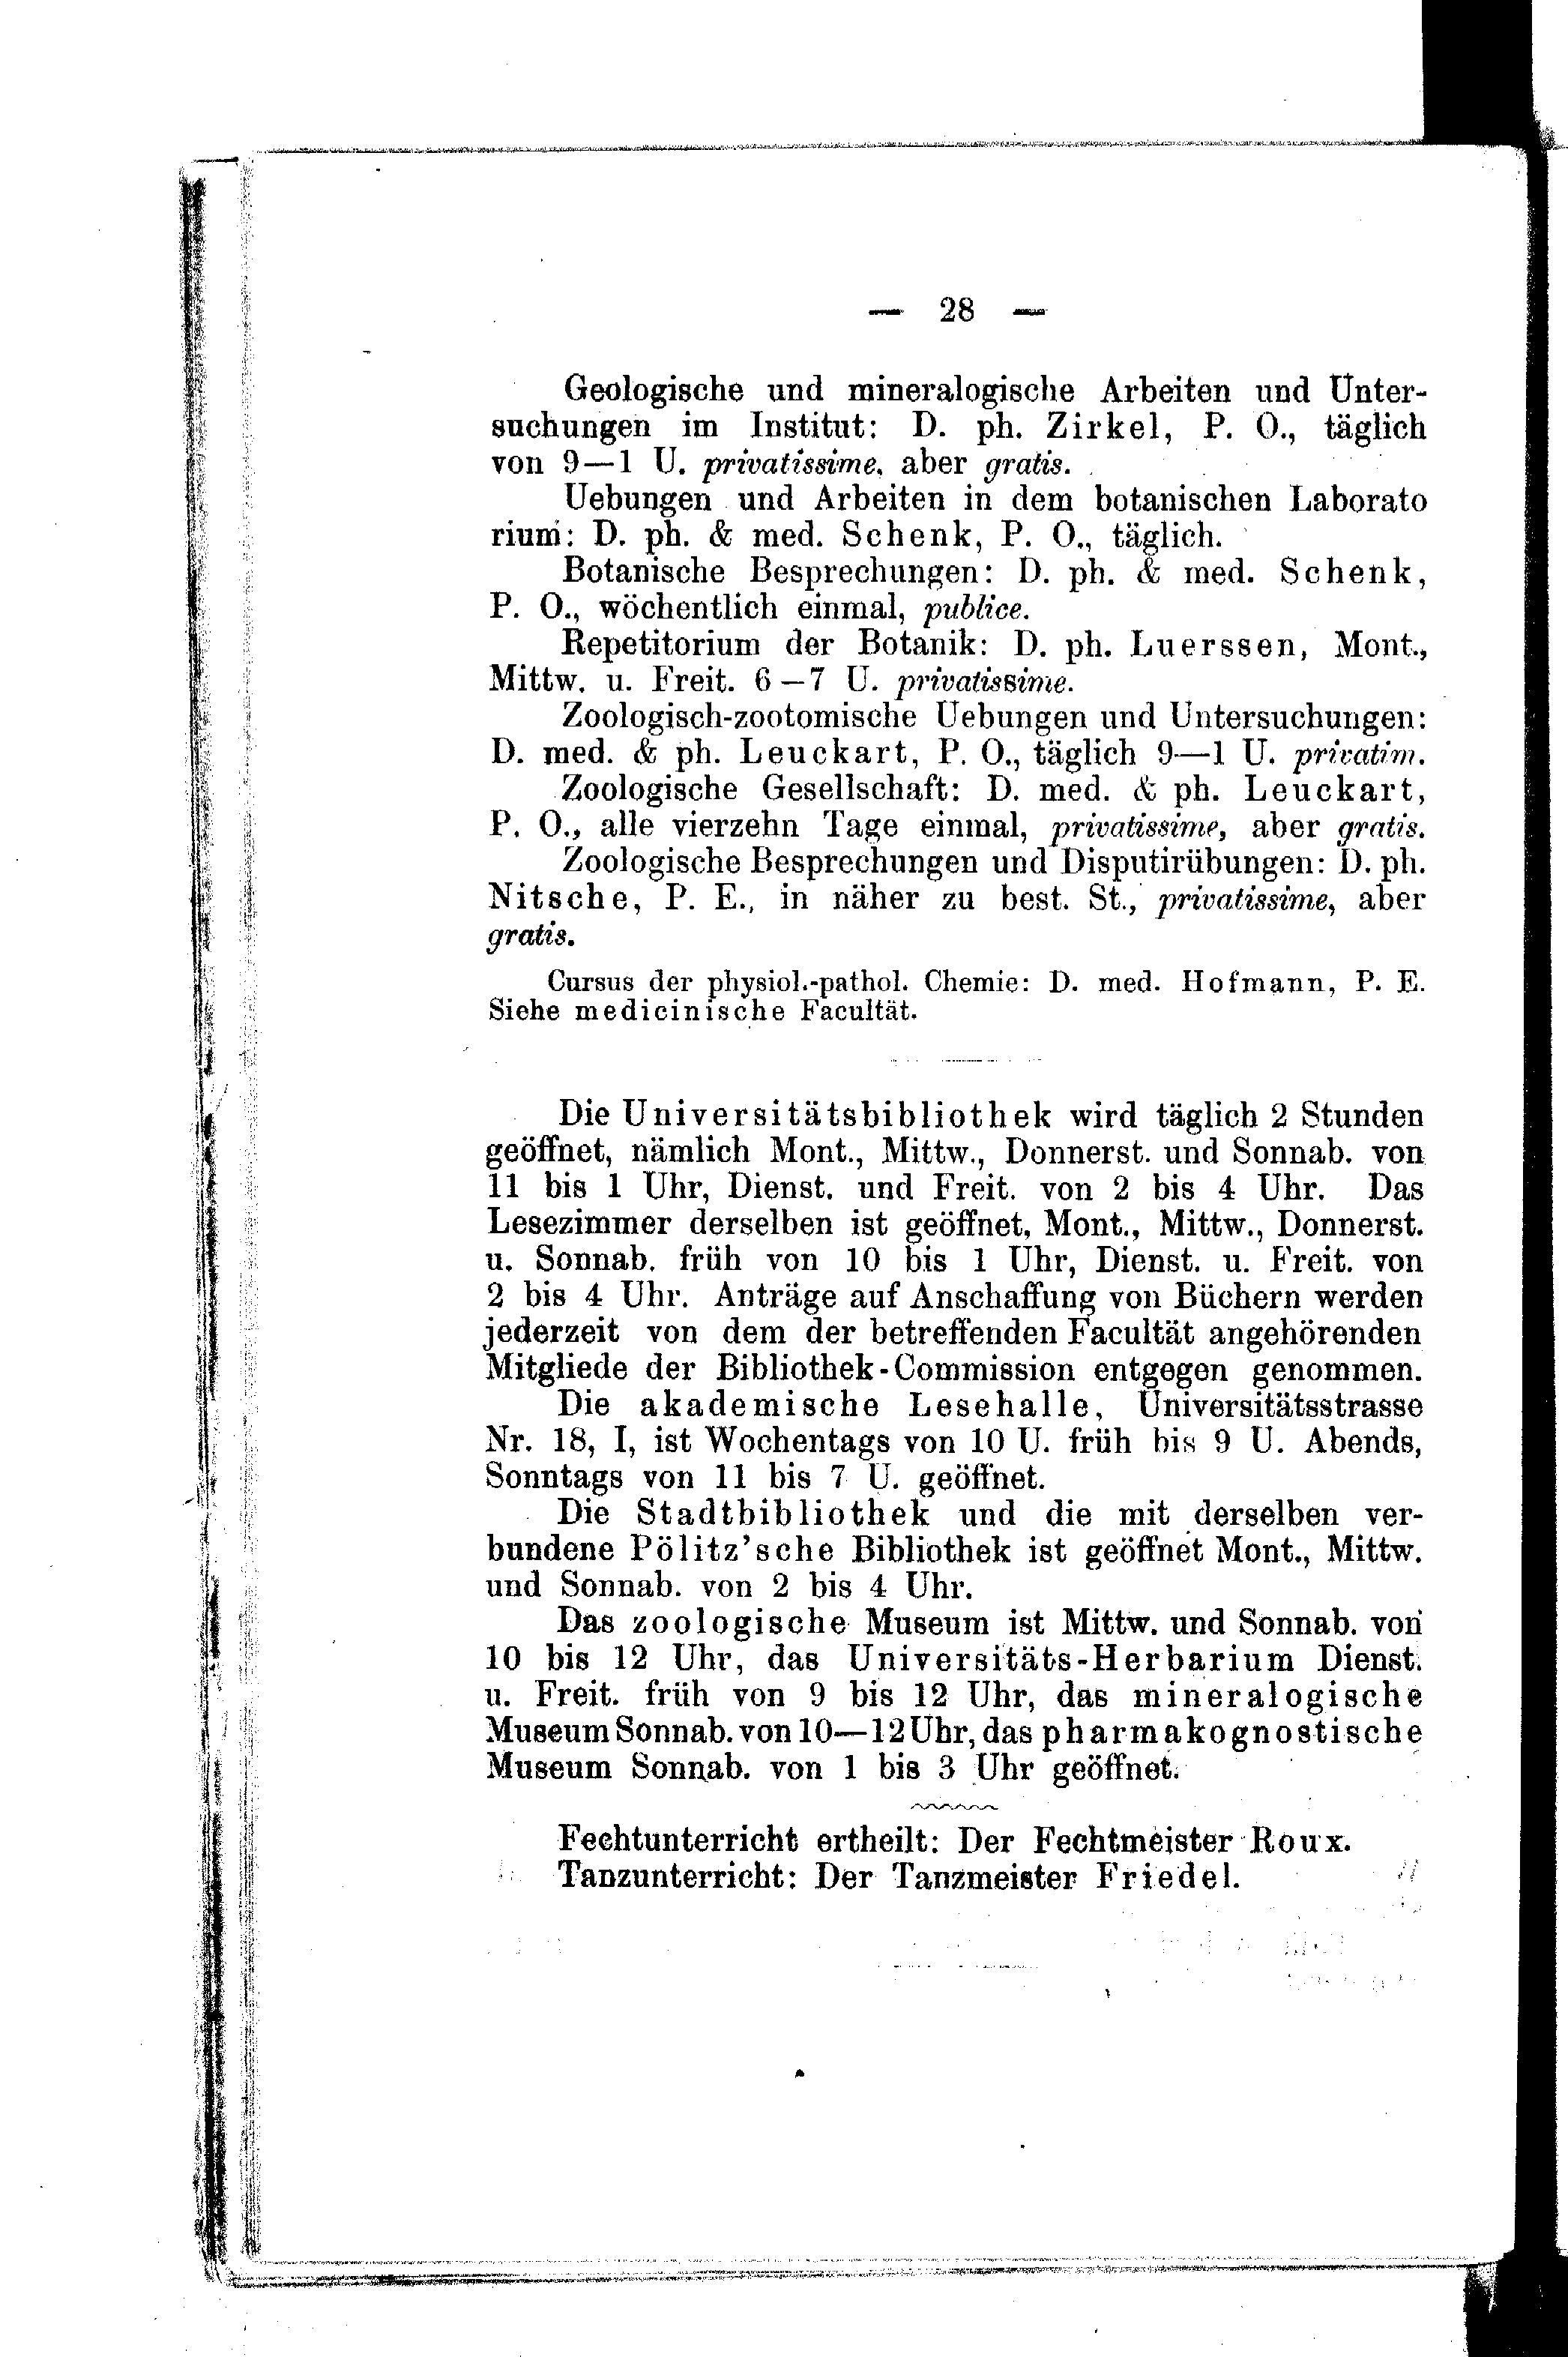 — 28 —
Geologische und mineralogische Arbeiten und Unter-
suchungen im Institut: D. ph. Zirkel, P. O., täglich
von 9—1 U. privatissime, aber gratis.
Uebungen und Arbeiten in dem botanischen Laborato
rium: D. ph. & med. Schenk, P. O., täglich.
Botanische Besprechungen: D. ph. & med. Schenk,
P. O., wöchentlich einmal, publice.
Repetitorium der Botanik: D. ph. Luerssen, Mont.,
Mittw. u. Freit. 6—7 U. privatissime.
Zoologisch-zootomische Uebungen und Untersuchungen:
D. med. & ph. Leuckart, P. O., täglich 9—1 U. privatim.
Zoologische Gesellschaft: D. med. & ph. Leuckart,
P. O., alle vierzehn Tage einmal, privatissime, aber gratis.
Zoologische Besprechungen und Disputirübungen: D. ph.
Nitsche, P. E., in näher zu best. St., privatissime, aber
gratis.
Cursus der physiol.-pathol. Chemie: D. med. Hofmann, P. E.
Siehe medicinische Facultät.
Die Universitätsbibliothek wird täglich 2 Stunden
geöffnet, nämlich Mont., Mittw., Donnerst. und Sonnab. von
11 bis 1 Uhr, Dienst. und Freit. von 2 bis 4 Uhr. Das
Lesezimmer derselben ist geöffnet, Mont., Mittw., Donnerst.
u. Sonnab. früh von 10 bis 1 Uhr, Dienst. u. Freit. von
2 bis 4 Uhr. Anträge auf Anschaffung von Büchern werden
jederzeit von dem der betreffenden Facultät angehörenden
Mitgliede der Bibliothek-Commission entgegen genommen.
Die akademische Lesehalle, Universitätsstrasse
Nr. 18, I, ist Wochentags von 10 U. früh bis 9 U. Abends,
Sonntags von 11 bis 7 U. geöffnet.
Die Stadtbibliothek und die mit derselben ver-
bundene Pölitz'sche Bibliothek ist geöffnet Mont., Mittw.
und Sonnab. von 2 bis 4 Uhr.
Das zoologische Museum ist Mittw. und Sonnab. von
10 bis 12 Uhr, das Universitäts-Herbarium Dienst.
u. Freit. früh von 9 bis 12 Uhr, das mineralogische
Museum Sonnab. von 10—12 Uhr, das pharmakognostische
Museum Sonnab. von 1 bis 3 Uhr geöffnet.
Fechtunterricht ertheilt: Der Fechtmeister Roux.
Tanzunterricht: Der Tanzmeister Friedel.